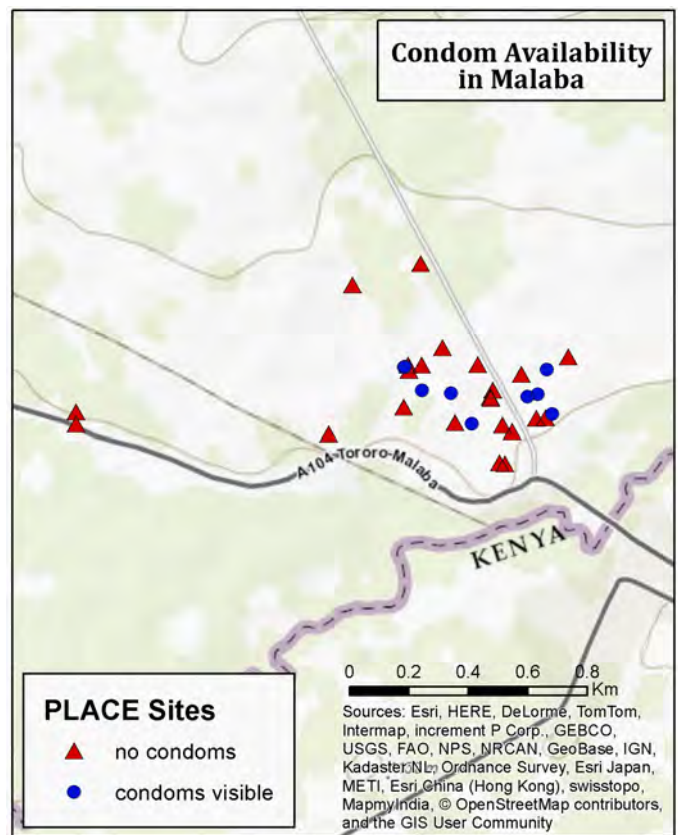 Condom Availability
in Malaba
A104-Tororo-Malaba
KENYA
PLACE Sites
no condoms
condoms visible
0 0.2 0.4 0.6 0.8
Km
Sources: Esri, HERE, DeLorme, TomTom,
Intermap, increment P Corp., GEBCO,
USGS, FAO, NPS, NRCAN, GeoBase, IGN,
Kadaster NL, Ordnance Survey, Esri Japan,
METI, Esri China (Hong Kong), swisstopo,
MapmyIndia, © OpenStreetMap contributors,
and the GIS User Community